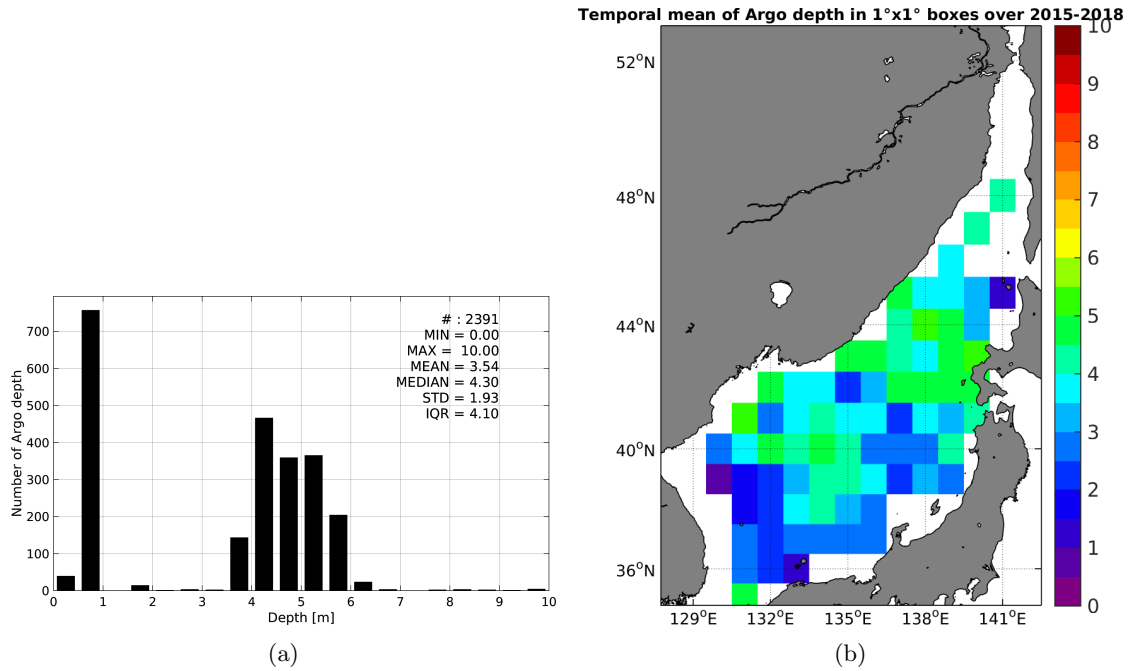 Temporal mean of Argo depth in 1°x1° boxes over 2015-2018
# : 2391
MIN = 0.00
MAX = 10.00
MEAN = 3.54
MEDIAN = 4.30
STD = 1.93
IQR = 4.10
Number of Argo depth
700
600
500
400
300
200
100
0
0 1 2 3 4 5 6 7 8 9 10
Depth [m]
(a)
52°N
48°N
44°N
40°N
36°N
129°E 132°E 135°E 138°E 141°E
10
9
8
7
6
5
4
3
2
1
0
(b)